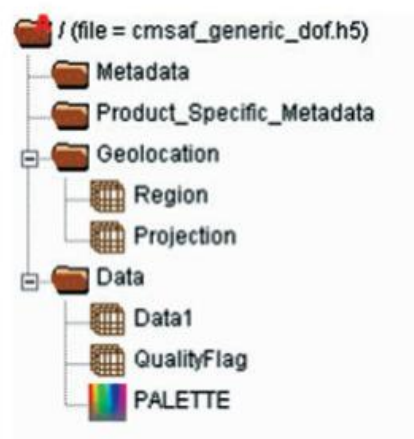 / (file = cmsaf_generic_dof.h5)
Metadata
Product_Specific_Metadata
Geolocation
Region
Projection
Data
Data1
QualityFlag
PALETTE